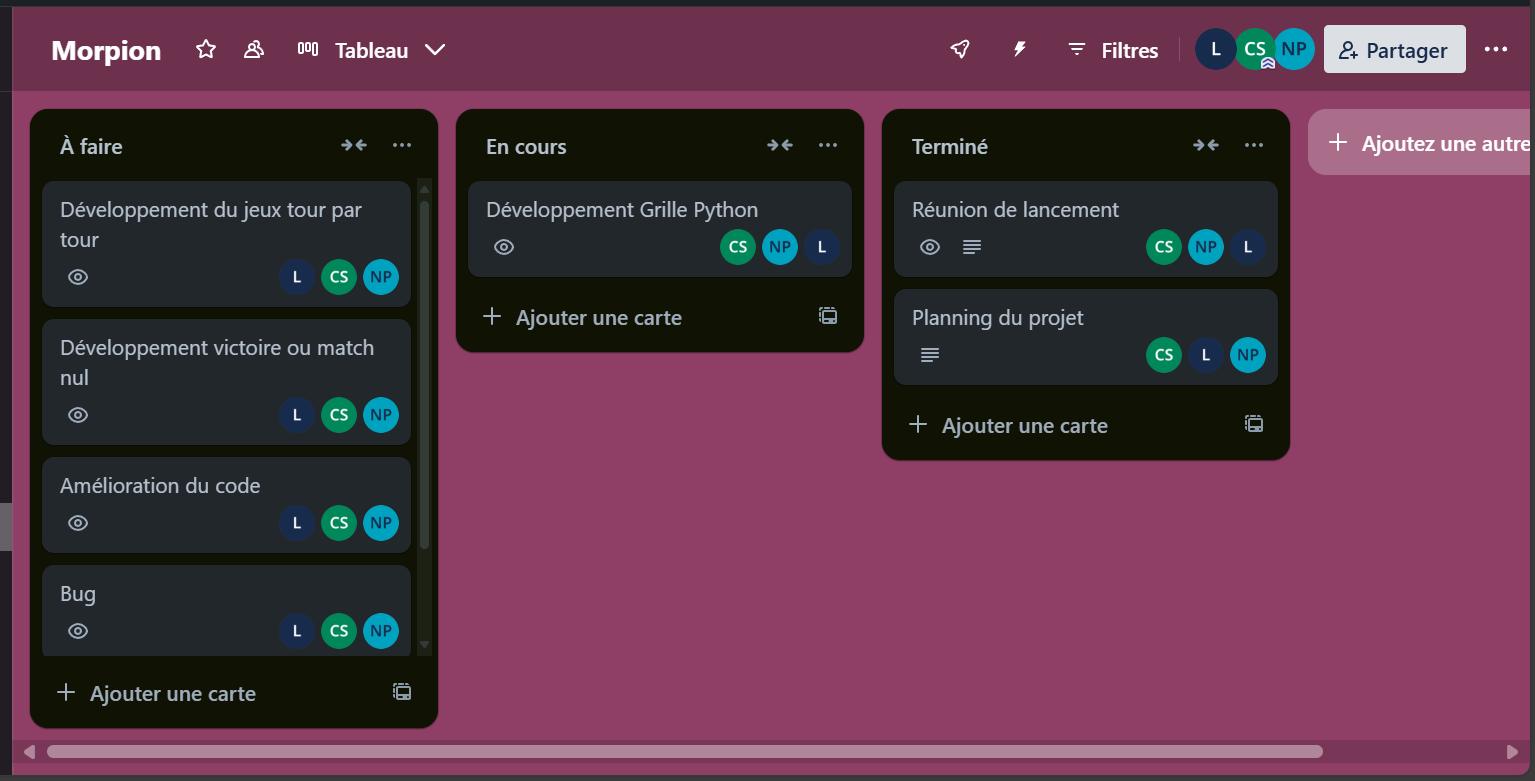 Morpion
Tableau
Filtres
L
CS
NP
Partager
À faire
Développement du jeux tour par
tour
L CS NP
Développement victoire ou match
nul
L CS NP
Amélioration du code
L CS NP
Bug
L CS NP
Ajouter une carte
En cours
Développement Grille Python
CS NP L
Ajouter une carte
Terminé
Réunion de lancement
CS NP L
Planning du projet
CS L NP
Ajouter une carte
Ajoutez une autre